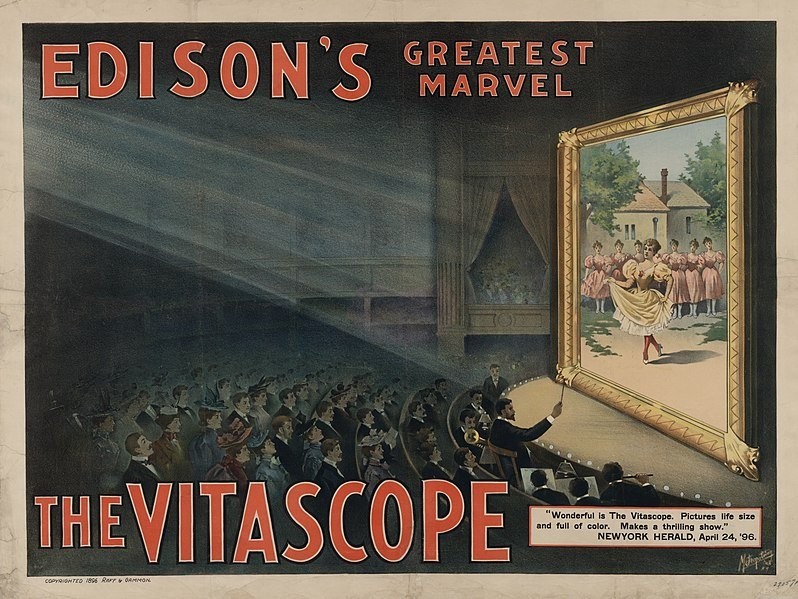 EDISON'S GREATEST
MARVEL
THE VITASCOPE
"Wonderful is The Vitascope. Pictures life size
and full of color. Makes a thrilling show."
NEWYORK HERALD, April 24, '96.
COPYRIGHTED 1896 RAFF & GAMMON